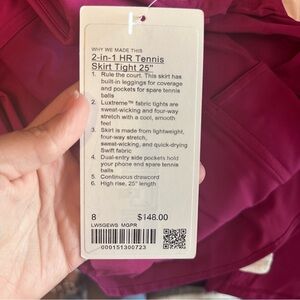 WHY WE MADE THIS
2-in-1 HR Tennis
Skirt Tight 25"
1. Rule the court. This skirt has
built-in leggings for coverage
and pockets for spare tennis
balls
2. Luxtreme™ fabric tights are
sweat-wicking and four-way
stretch with a cool, smooth
feel
3. Skirt is made from lightweight,
four-way stretch,
sweat-wicking, and quick-drying
Swift fabric
4. Dual-entry side pockets hold
your phone and spare tennis
balls
5. Continuous drawcord
6. High rise, 25" length
8 $148.00
LW5GEWS MGPR
000151300723